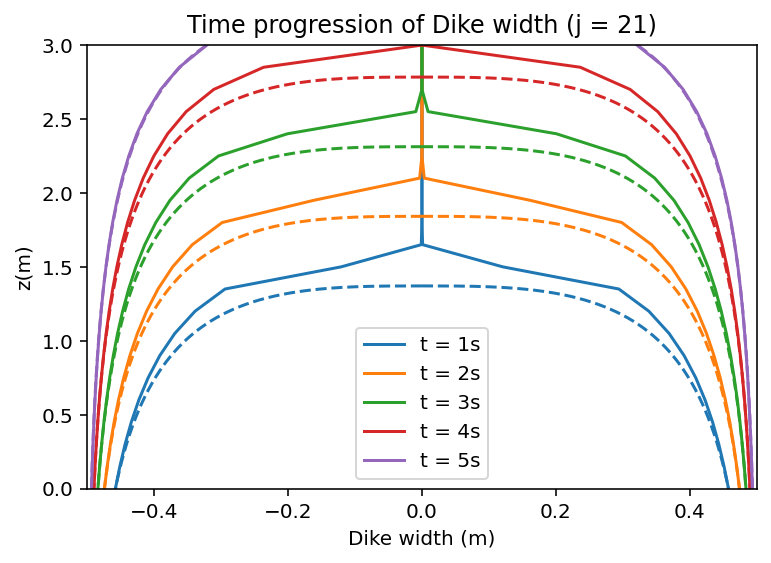 Time progression of Dike width (j = 21)
3.0
2.5
2.0
1.5
1.0
0.5
0.0
z(m)
t = 1s
t = 2s
t = 3s
t = 4s
t = 5s
−0.4 −0.2 0.0 0.2 0.4
Dike width (m)